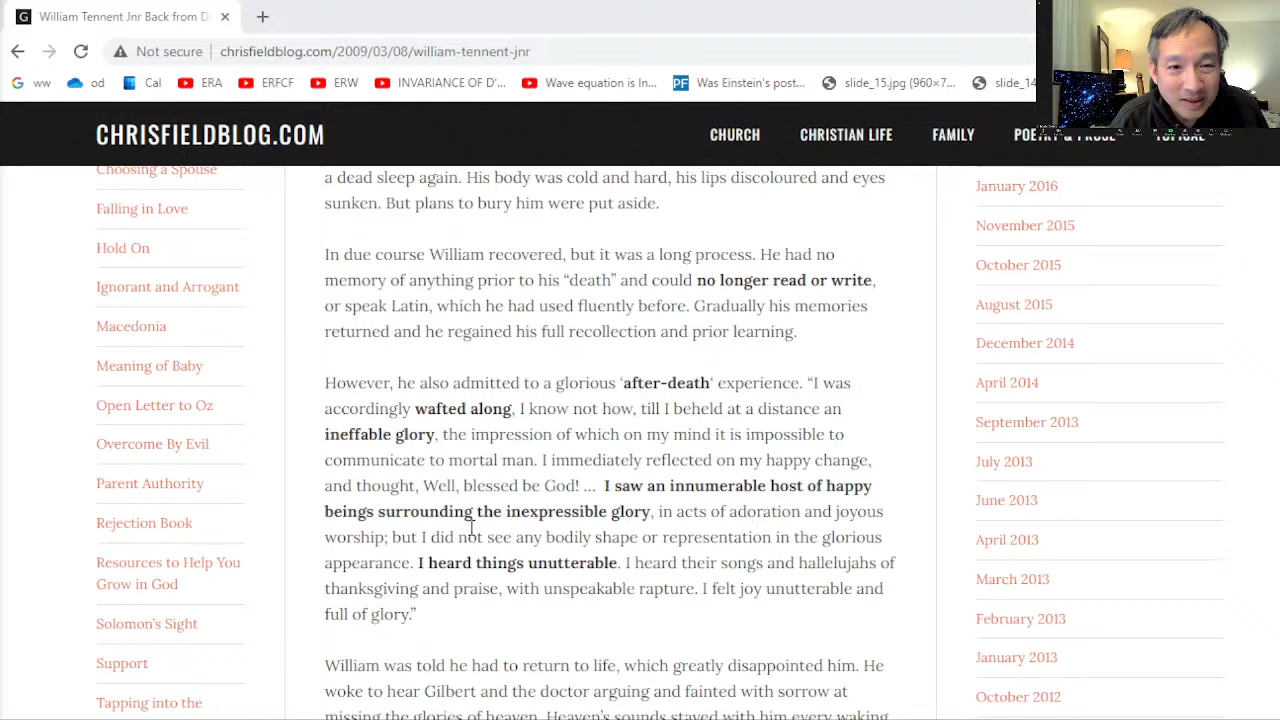 G William Tennent Jnr Back from D
Not secure chrisfieldblog.com/2009/03/08/william-tennent-jnr
ww od Cal ERA ERFCF ERW INVARIANCE OF D'... Wave equation is In... PF Was Einstein's post... slide_15.jpg (960×7... slide_14
CHRISFIELDBLOG.COM
CHURCH CHRISTIAN LIFE FAMILY POETRY & PROSE TOPICAL
Choosing a Spouse
Falling in Love
Hold On
Ignorant and Arrogant
Macedonia
Meaning of Baby
Open Letter to Oz
Overcome By Evil
Parent Authority
Rejection Book
Resources to Help You
Grow in God
Solomon's Sight
Support
Tapping into the
a dead sleep again. His body was cold and hard, his lips discoloured and eyes
sunken. But plans to bury him were put aside.
In due course William recovered, but it was a long process. He had no
memory of anything prior to his “death” and could no longer read or write,
or speak Latin, which he had used fluently before. Gradually his memories
returned and he regained his full recollection and prior learning.
However, he also admitted to a glorious ‘after-death‘ experience. “I was
accordingly wafted along, I know not how, till I beheld at a distance an
ineffable glory, the impression of which on my mind it is impossible to
communicate to mortal man. I immediately reflected on my happy change,
and thought, Well, blessed be God! … I saw an innumerable host of happy
beings surrounding the inexpressible glory, in acts of adoration and joyous
worship; but I did not see any bodily shape or representation in the glorious
appearance. I heard things unutterable. I heard their songs and hallelujahs of
thanksgiving and praise, with unspeakable rapture. I felt joy unutterable and
full of glory.”
William was told he had to return to life, which greatly disappointed him. He
woke to hear Gilbert and the doctor arguing and fainted with sorrow at
missing the glories of heaven. Heaven's sounds stayed with him every waking
January 2016
November 2015
October 2015
August 2015
December 2014
April 2014
September 2013
July 2013
June 2013
April 2013
March 2013
February 2013
January 2013
October 2012